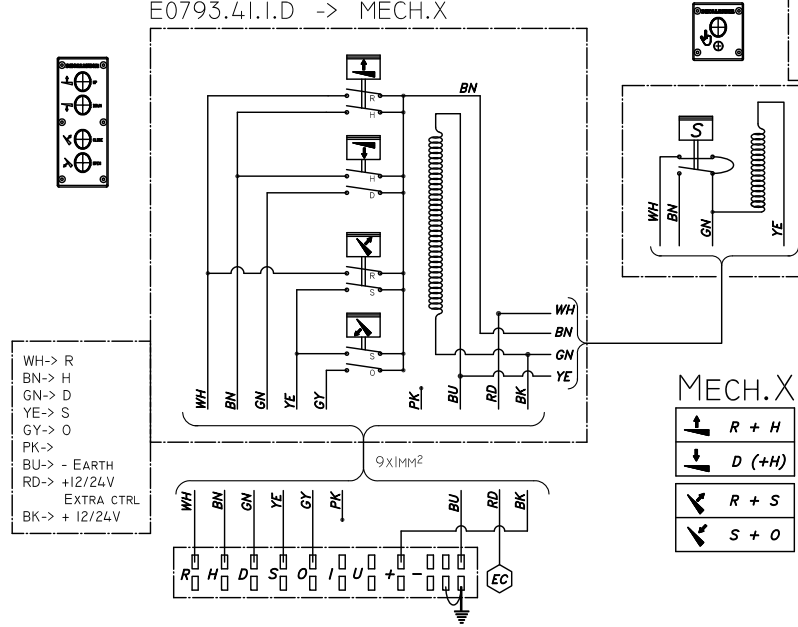 E0793.41.1.D -> MECH.X
R
H
BN
H
D
R
S
S
O
WH
BN
GN
YE
GY
PK
BU
RD
BK
WH
BN
GN
YE
S
WH
BN
GN
YE
WH-> R
BN-> H
GN-> D
YE-> S
GY-> O
PK->
BU-> - EARTH
RD-> +12/24V
EXTRA CTRL
BK-> + 12/24V
9X1MM²
WH
BN
GN
YE
GY
PK
BU
RD
BK
R H D S O I U + -
EC
MECH.X
R + H
D (+H)
R + S
S + O